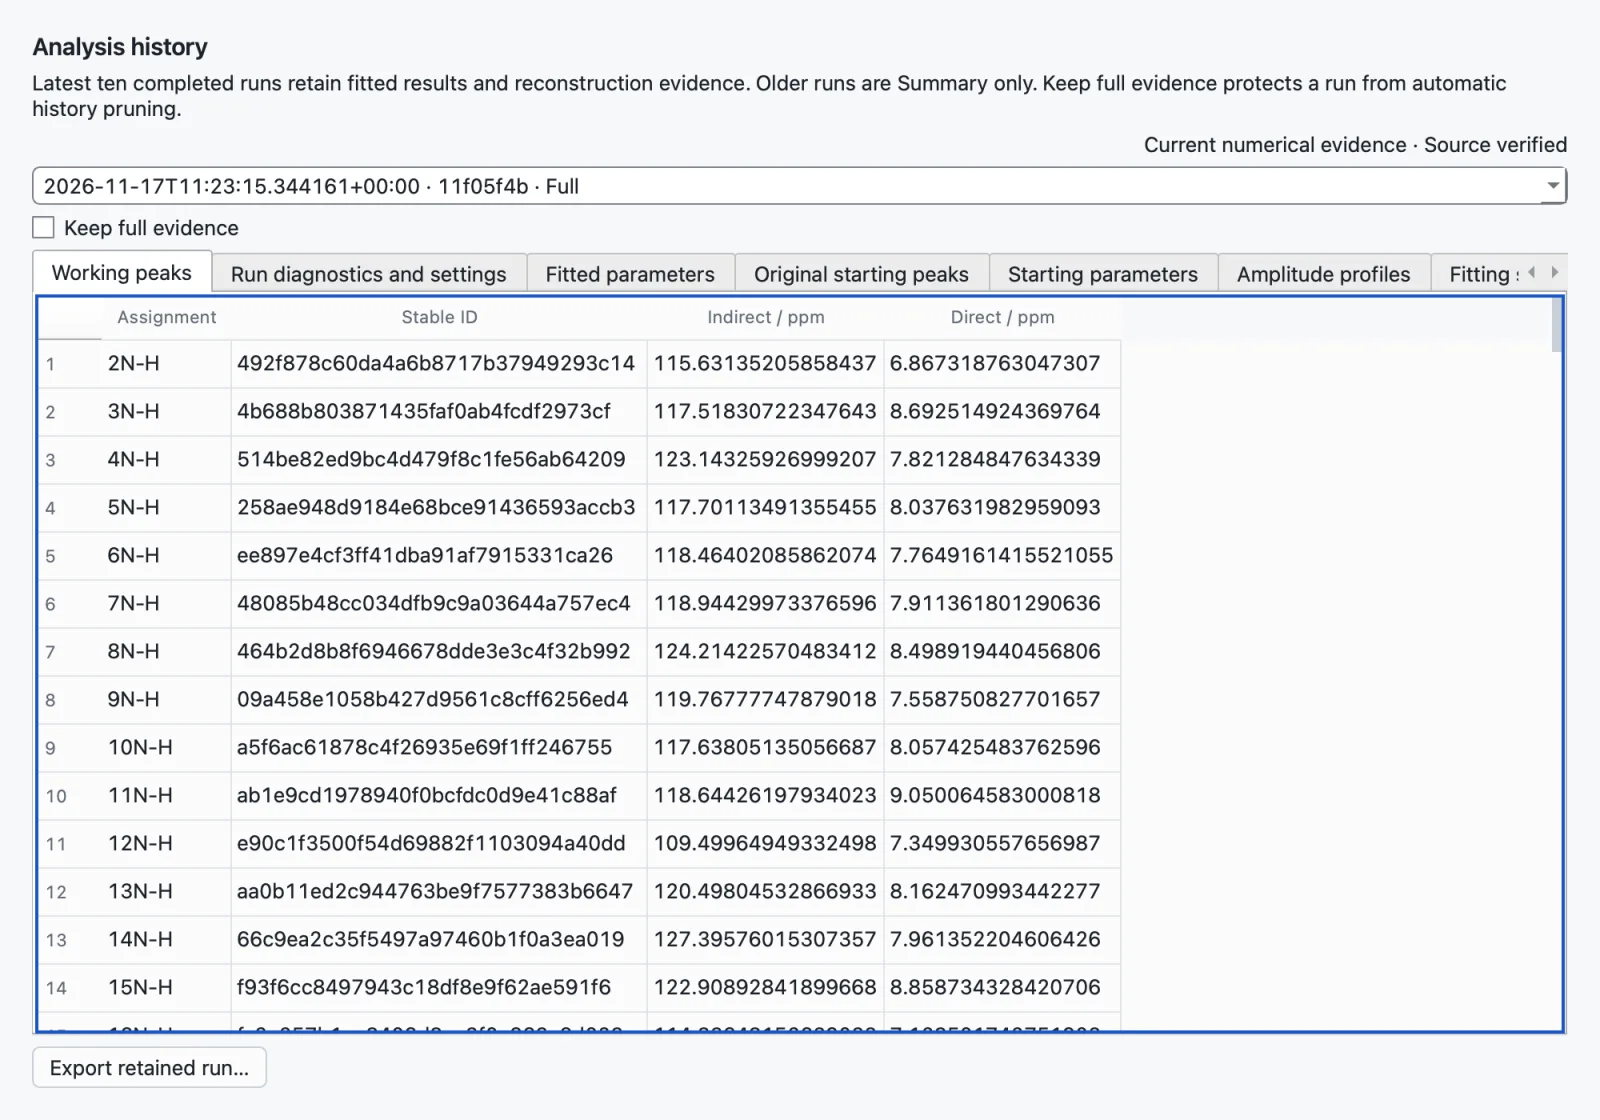 Analysis history
Latest ten completed runs retain fitted results and reconstruction evidence. Older runs are Summary only. Keep full evidence protects a run from automatic
history pruning.
Current numerical evidence · Source verified
2026-11-17T11:23:15.344161+00:00 · 11f05f4b · Full
Keep full evidence
Working peaks Run diagnostics and settings Fitted parameters Original starting peaks Starting parameters Amplitude profiles Fitting
Assignment Stable ID Indirect / ppm Direct / ppm
1 2N-H 492f878c60da4a6b8717b37949293c14 115.63135205858437 6.867318763047307
2 3N-H 4b688b803871435faf0ab4fcdf2973cf 117.51830722347643 8.692514924369764
3 4N-H 514be82ed9bc4d479f8c1fe56ab64209 123.14325926999207 7.821284847634339
4 5N-H 258ae948d9184e68bce91436593accb3 117.70113491355455 8.037631982959093
5 6N-H ee897e4cf3ff41dba91af7915331ca26 118.46402085862074 7.7649161415521055
6 7N-H 48085b48cc034dfb9c9a03644a757ec4 118.94429973376596 7.911361801290636
7 8N-H 464b2d8b8f6946678dde3e3c4f32b992 124.21422570483412 8.498919440456806
8 9N-H 09a458e1058b427d9561c8cff6256ed4 119.76777747879018 7.558750827701657
9 10N-H a5f6ac61878c4f26935e69f1ff246755 117.63805135056687 8.057425483762596
10 11N-H ab1e9cd1978940f0bcfdc0d9e41c88af 118.64426197934023 9.050064583000818
11 12N-H e90c1f3500f54d69882f1103094a40dd 109.49964949332498 7.349930557656987
12 13N-H aa0b11ed2c944763be9f7577383b6647 120.49804532866933 8.162470993442277
13 14N-H 66c9ea2c35f5497a97460b1f0a3ea019 127.39576015307357 7.961352204606426
14 15N-H f93f6cc8497943c18df8e9f62ae591f6 122.90892841899668 8.858734328420706
Export retained run...